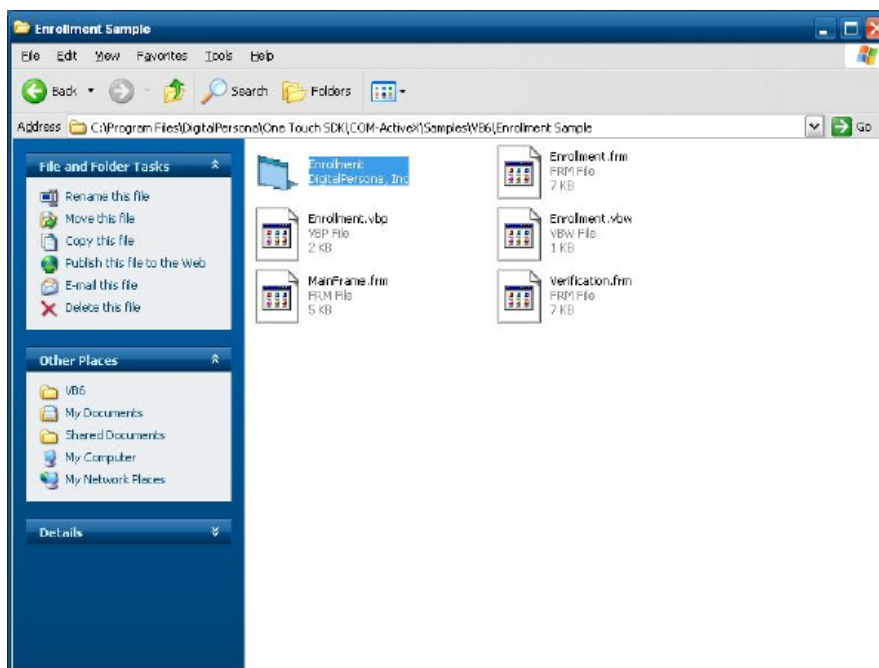 Enrollment Sample
File Edit View Favorites Tools Help
Back Search Folders
Address C:\Program Files\DigitalPersona\One Touch SDK\COM-ActiveX\Samples\VB6\Enrollment Sample Go
File and Folder Tasks
Rename this file
Move this file
Copy this file
Publish this file to the Web
E-mail this file
Delete this file
Other Places
VB6
My Documents
Shared Documents
My Computer
My Network Places
Details
Enrollment
DigitalPersona, Inc
Enrollment.frm
FRM File
7 KB
Enrollment.vbp
VBP File
2 KB
Enrollment.vbw
VBW File
1 KB
MainFrame.frm
FRM File
5 KB
Verification.frm
FRM File
7 KB